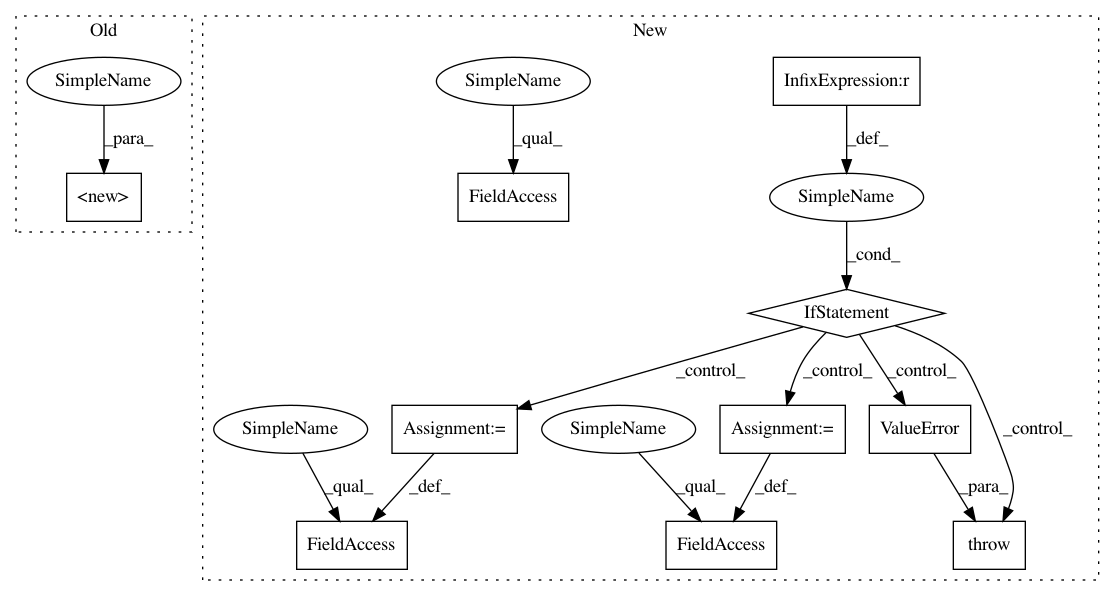 Old
New
SimpleName
SimpleName
InfixExpression:r
_para_
_qual_
_def_
<new>
FieldAccess
SimpleName
_cond_
IfStatement
_control_
_control_
_control_
_control_
SimpleName
Assignment:=
SimpleName
Assignment:=
ValueError
_qual_
_def_
_qual_
_def_
_para_
FieldAccess
FieldAccess
throw